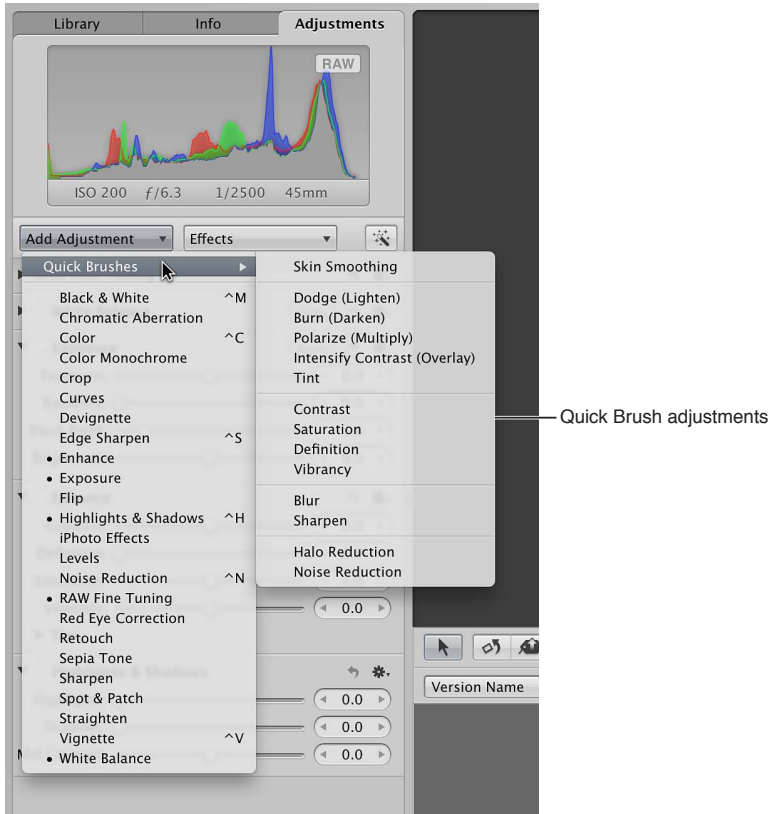 Library Info Adjustments
RAW
ISO 200 ƒ/6.3 1/2500 45mm
Add Adjustment Effects
Quick Brushes
Black & White ^M
Chromatic Aberration
Color ^C
Color Monochrome
Crop
Curves
Devignette
Edge Sharpen ^S
• Enhance
• Exposure
Flip
• Highlights & Shadows ^H
iPhoto Effects
Levels
Noise Reduction ^N
• RAW Fine Tuning
Red Eye Correction
Retouch
Sepia Tone
Sharpen
Spot & Patch
Straighten
Vignette ^V
• White Balance
Skin Smoothing
Dodge (Lighten)
Burn (Darken)
Polarize (Multiply)
Intensify Contrast (Overlay)
Tint
Contrast
Saturation
Definition
Vibrancy
Blur
Sharpen
Halo Reduction
Noise Reduction
Quick Brush adjustments
0.0
0.0
0.0
0.0
Version Name